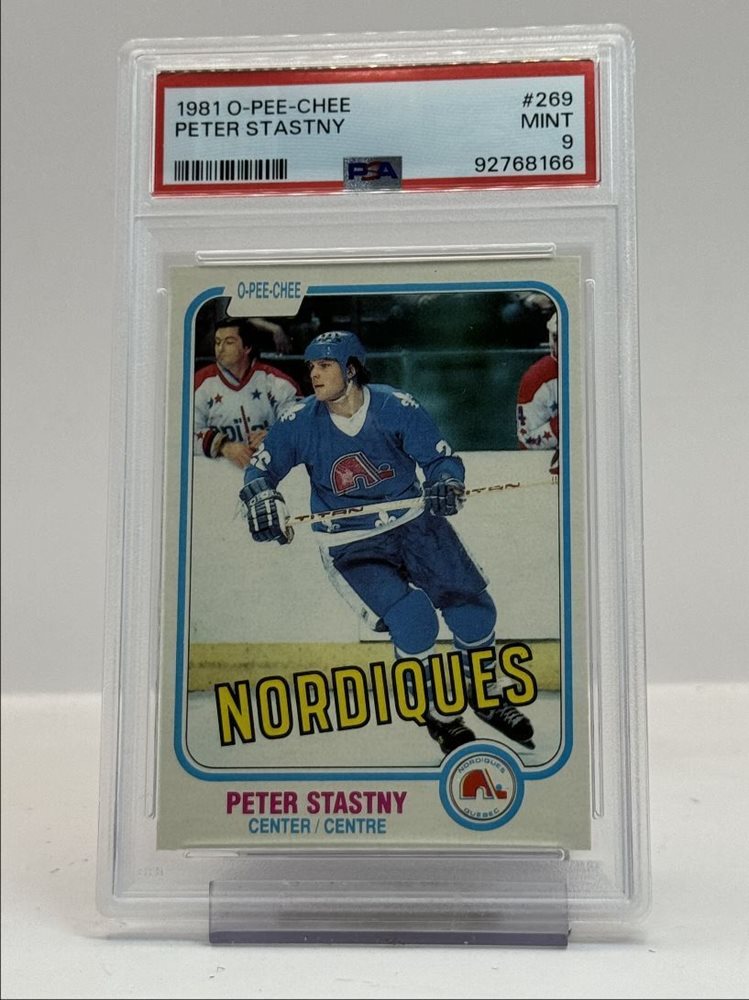 1981 O-PEE-CHEE #269
PETER STASTNY MINT
9
PSA 92768166
O-PEE-CHEE
TITAN TITAN
NORDIQUES
PETER STASTNY
CENTER / CENTRE
NORDIQUES
QUEBEC